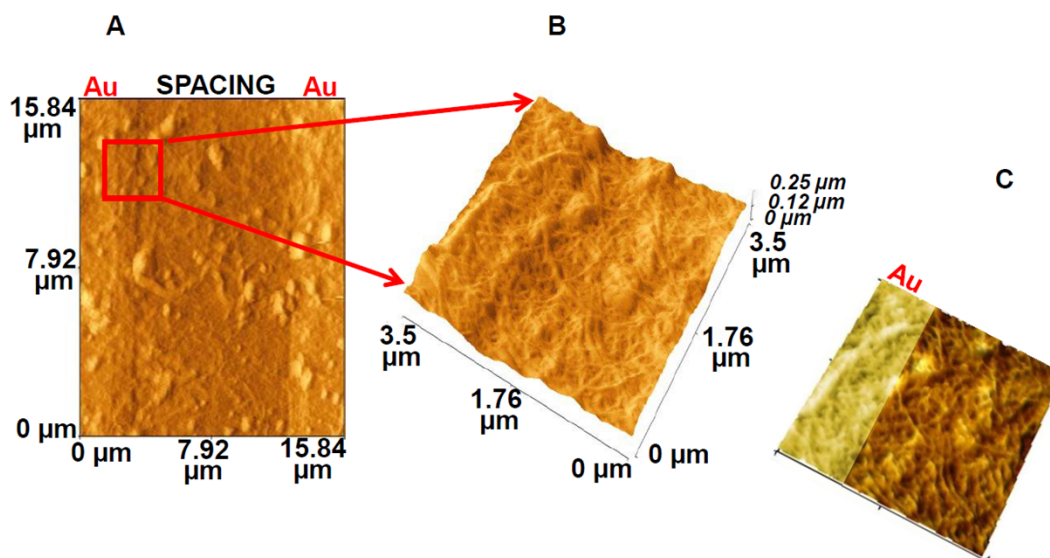 A
B
Au SPACING Au
15.84
µm
7.92
µm
0 µm
0 µm
7.92
µm
15.84
µm
0.25 µm
0.12 µm
0 µm
3.5
µm
1.76
µm
0 µm
3.5
µm
1.76
µm
0 µm
C
Au